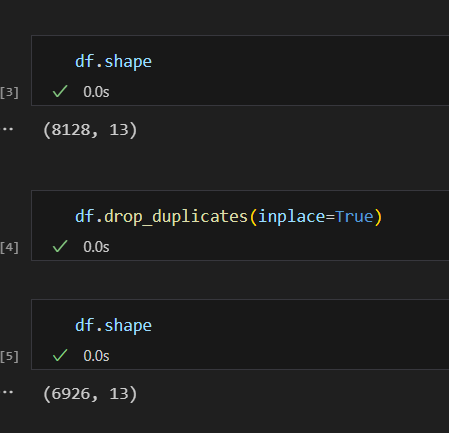 df.shape
[3] 0.0s
(8128, 13)
df.drop_duplicates(inplace=True)
[4] 0.0s
df.shape
[5] 0.0s
(6926, 13)